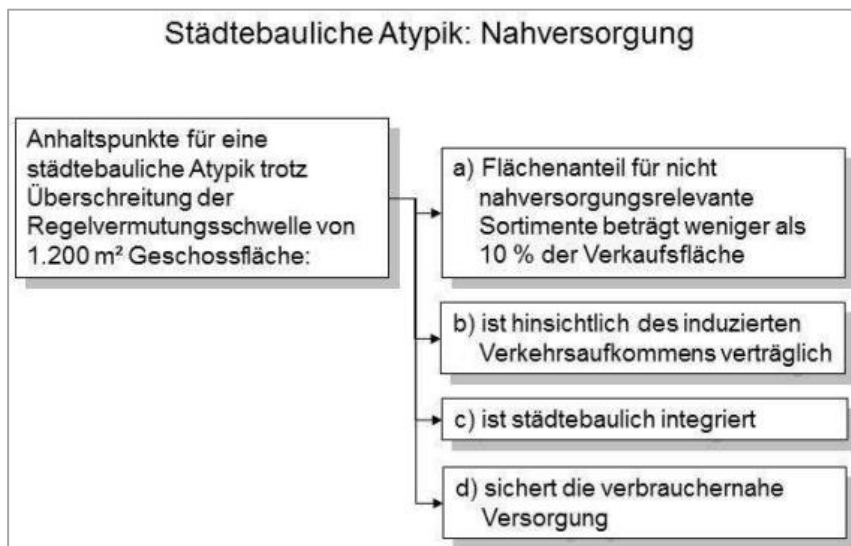 Städtebauliche Atypik: Nahversorgung
Anhaltspunkte für eine
städtebauliche Atypik trotz
Überschreitung der
Regelvermutungsschwelle von
1.200 m² Geschossfläche:
a) Flächenanteil für nicht
nahversorgungsrelevante
Sortimente beträgt weniger als
10 % der Verkaufsfläche
b) ist hinsichtlich des induzierten
Verkehrsaufkommens verträglich
c) ist städtebaulich integriert
d) sichert die verbrauchernahe
Versorgung